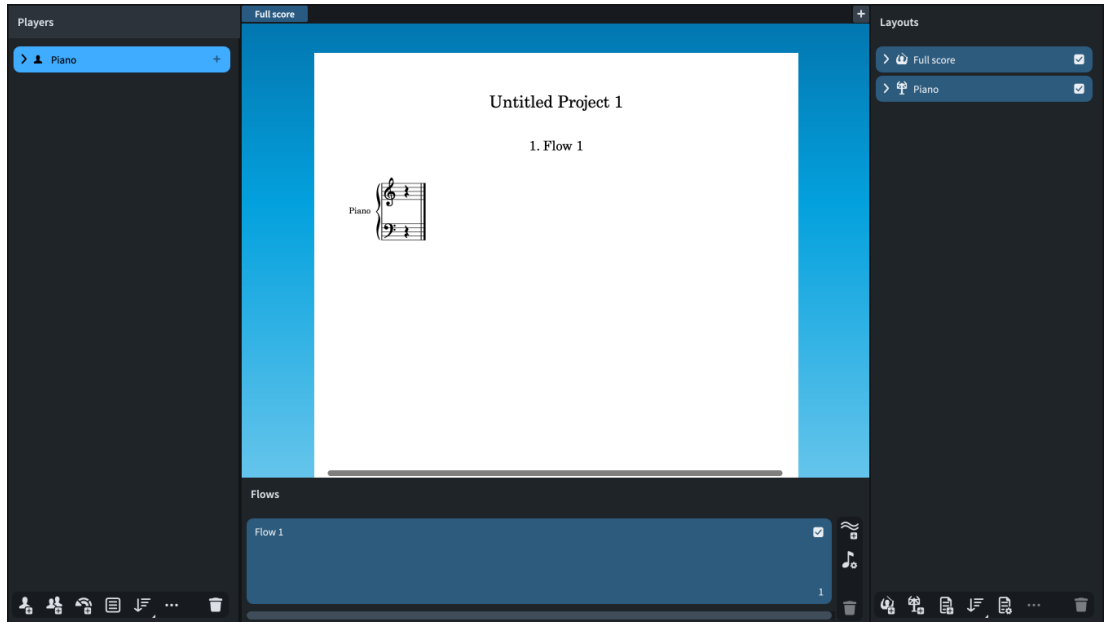 Players
Full score
Layouts
Piano
Full score
Piano
Untitled Project 1
1. Flow 1
Piano
Flows
Flow 1
1